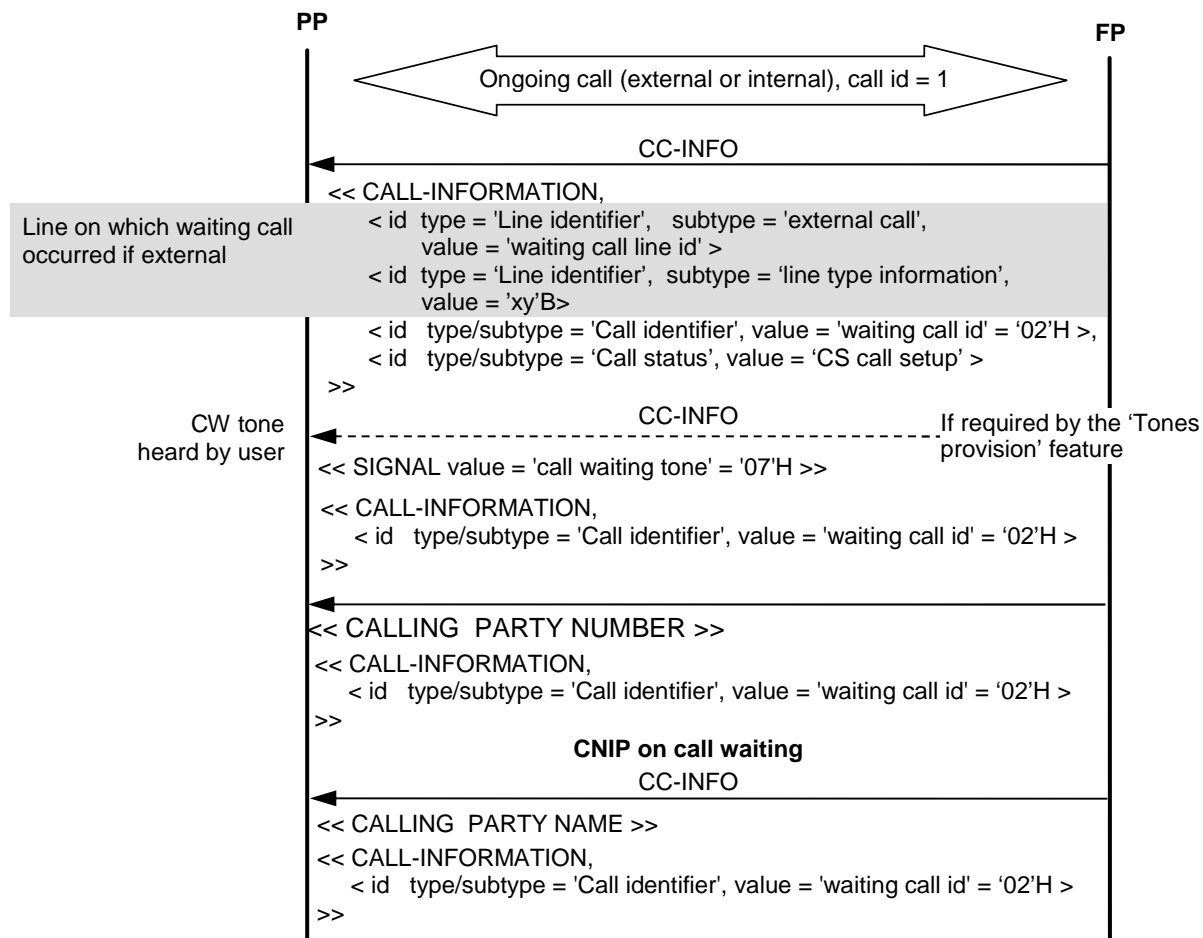 PP
FP
Ongoing call (external or internal), call id = 1
CC-INFO
<< CALL-INFORMATION,
Line on which waiting call
occurred if external
< id type = 'Line identifier', subtype = 'external call',
value = 'waiting call line id' >
< id type = ‘Line identifier’, subtype = ‘line type information’,
value = ’xy’B>
< id type/subtype = 'Call identifier', value = 'waiting call id' = ‘02’H >,
< id type/subtype = ‘Call status’, value = ‘CS call setup’ >
>>
CC-INFO
CW tone
heard by user
If required by the ‘Tones
provision’ feature
<< SIGNAL value = 'call waiting tone' = '07'H >>
<< CALL-INFORMATION,
< id type/subtype = 'Call identifier', value = 'waiting call id' = ‘02’H >
>>
<< CALLING PARTY NUMBER >>
<< CALL-INFORMATION,
< id type/subtype = 'Call identifier', value = 'waiting call id' = ‘02’H >
>>
CNIP on call waiting
CC-INFO
<< CALLING PARTY NAME >>
<< CALL-INFORMATION,
< id type/subtype = 'Call identifier', value = 'waiting call id' = ‘02’H >
>>